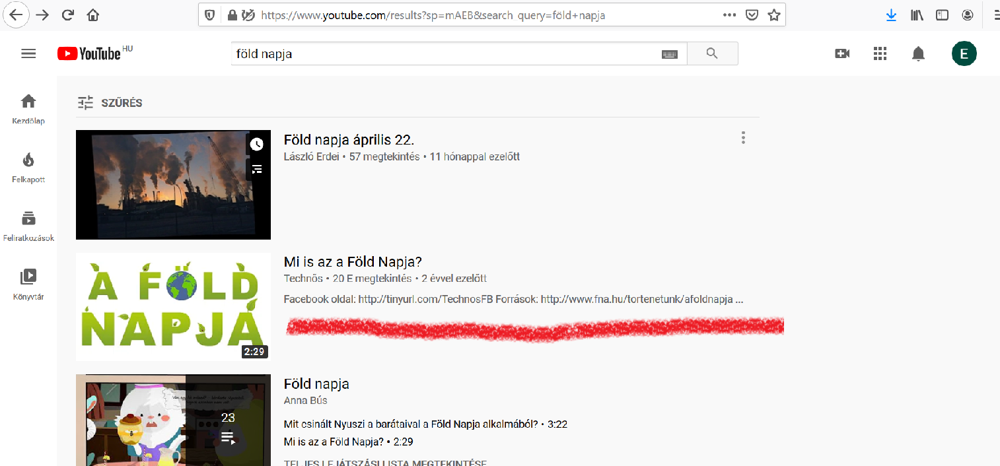 https://www.youtube.com/results?sp=mAEB&search_query=föld+napja
YouTube HU
föld napja
E
SZŰRÉS
Kezdőlap
Felkapott
Feliratkozások
Könyvtár
Föld napja április 22.
László Erdei • 57 megtekintés • 11 hónappal ezelőtt
A FÖLD
NAPJA
2:29
Mi is az a Föld Napja?
Technős • 20 E megtekintés • 2 évvel ezelőtt
Facebook oldal: http://tinyurl.com/TechnosFB Források: http://www.fna.hu/tortenetunk/afoldnapja ...
23
Föld napja
Anna Bús
Mit csinált Nyuszi a barátaival a Föld Napja alkalmából? • 3:22
Mi is az a Föld Napja? • 2:29
TELJES LEJÁTSZÁSI LISTA MEGTEKINTÉSE